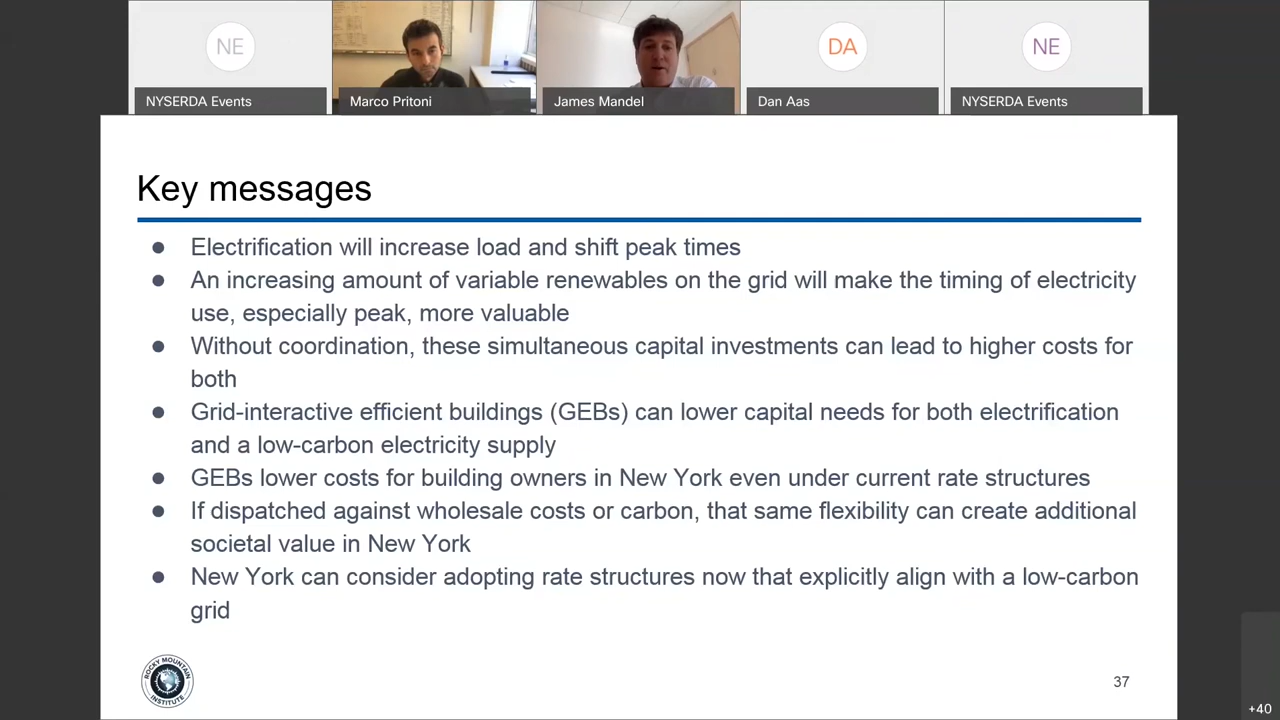 NE
DA
NE
NYSERDA Events
Marco Pritoni
James Mandel
Dan Aas
NYSERDA Events
Key messages
● Electrification will increase load and shift peak times
● An increasing amount of variable renewables on the grid will make the timing of electricity
use, especially peak, more valuable
● Without coordination, these simultaneous capital investments can lead to higher costs for
both
● Grid-interactive efficient buildings (GEBs) can lower capital needs for both electrification
and a low-carbon electricity supply
● GEBs lower costs for building owners in New York even under current rate structures
● If dispatched against wholesale costs or carbon, that same flexibility can create additional
societal value in New York
● New York can consider adopting rate structures now that explicitly align with a low-carbon
grid
ROCKY MOUNTAIN
INSTITUTE
37
+40